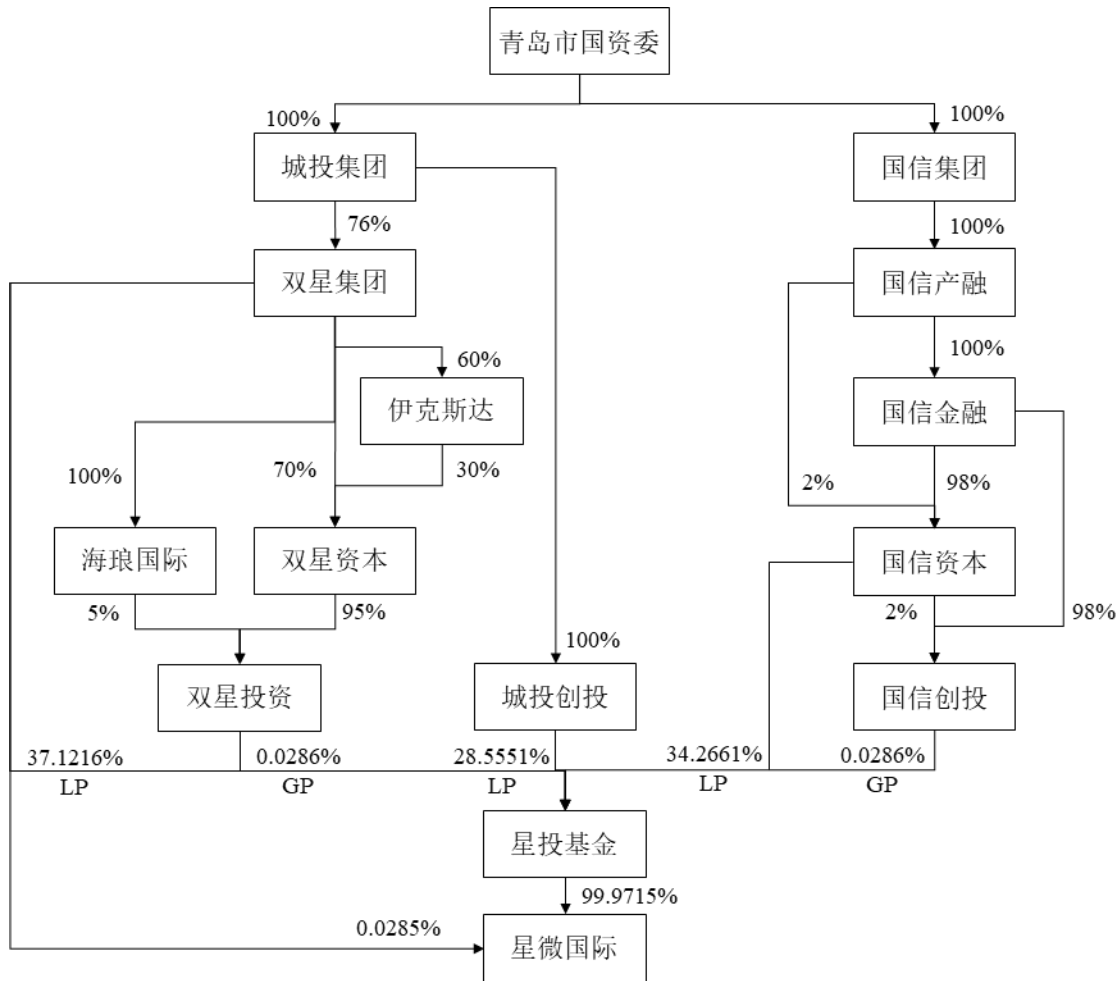 青岛市国资委
100%
100%
城投集团
国信集团
76%
100%
双星集团
国信产融
60%
100%
伊克斯达
国信金融
100%
70%
30%
2%
98%
海琅国际
双星资本
国信资本
5%
95%
100%
2%
98%
双星投资
城投创投
国信创投
37.1216%
0.0286%
28.5551%
34.2661%
0.0286%
LP
GP
LP
LP
GP
星投基金
99.9715%
0.0285%
星微国际